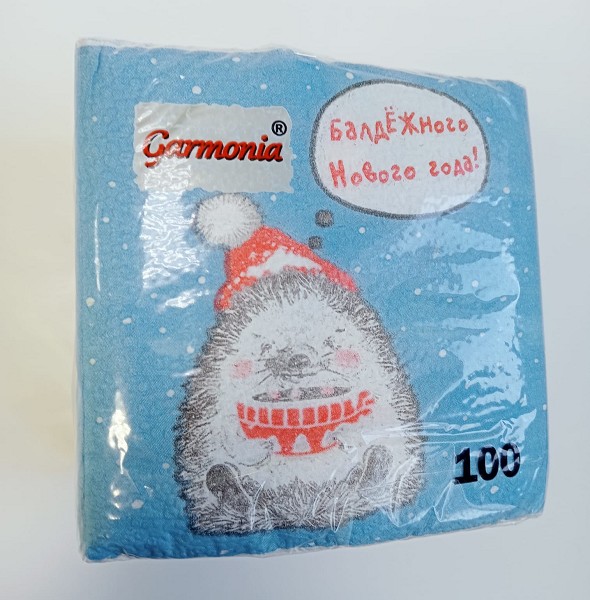 Garmonia®
БалдЁЖного
Нового года!
100